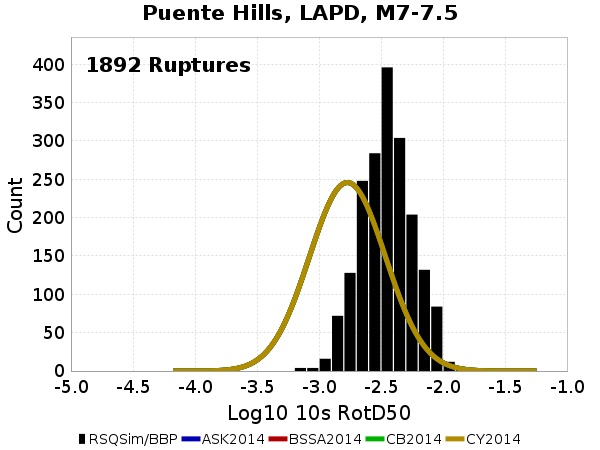 Puente Hills, LAPD, M7-7.5
1892 Ruptures
Count
400
350
300
250
200
150
100
50
0
-5.0 -4.5 -4.0 -3.5 -3.0 -2.5 -2.0 -1.5 -1.0
Log10 10s RotD50
RSQSim/BBP ASK2014 BSSA2014 CB2014 CY2014